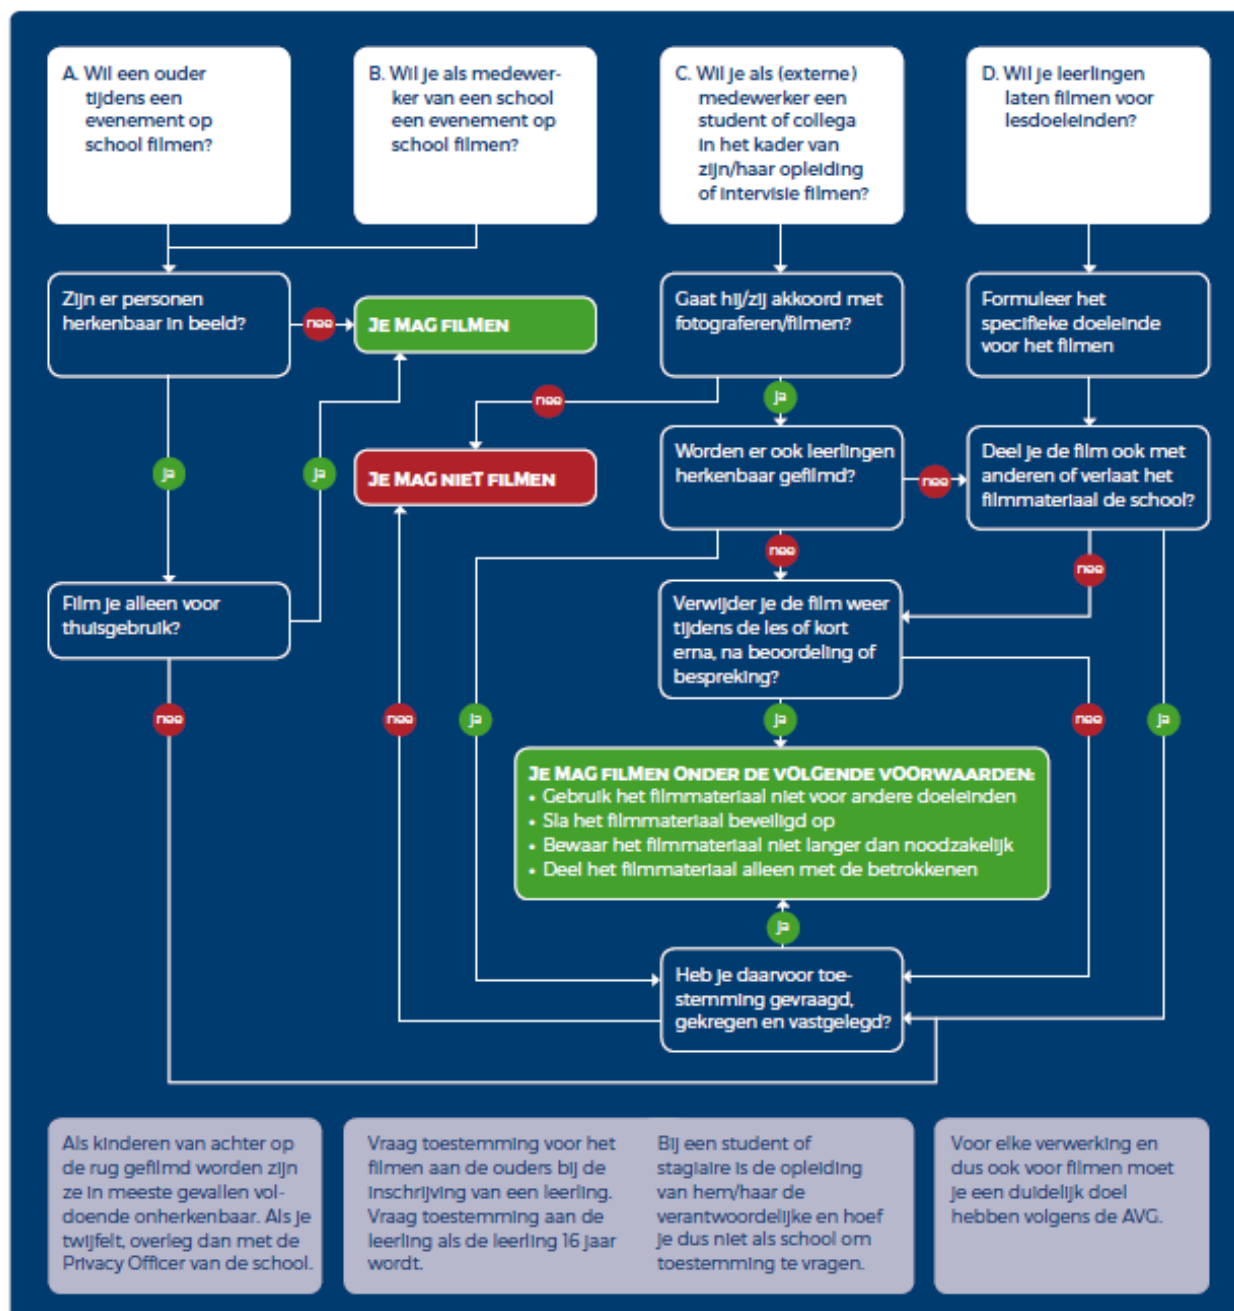 A. Wil een ouder
tijdens een
evenement op
school filmen?
B. Wil je als medewer-
ker van een school
een evenement op
school filmen?
C. Wil je als (externe)
medewerker een
student of collega
in het kader van
zijn/haar opleiding
of intervisie filmen?
D. Wil je leerlingen
laten filmen voor
lesdoeleinden?
Zijn er personen
herkenbaar in beeld?
nee
JE MAG FILMEN
Gaat hij/zij akkoord met
fotograferen/filmen?
Formuleer het
specifieke doeleinde
voor het filmen
nee
ja
ja
ja
JE MAG NIET FILMEN
Worden er ook leerlingen
herkenbaar gefilmd?
nee
Deel je de film ook met
anderen of verlaat het
filmmateriaal de school?
nee
nee
Film je alleen voor
thuisgebruik?
Verwijder je de film weer
tijdens de les of kort
erna, na beoordeling of
bespreking?
nee
nee
ja
ja
nee
ja
JE MAG FILMEN ONDER DE VOLGENDE VOORWAARDEN:
• Gebruik het filmmateriaal niet voor andere doeleinden
• Sla het filmmateriaal beveiligd op
• Bewaar het filmmateriaal niet langer dan noodzakelijk
• Deel het filmmateriaal alleen met de betrokkenen
ja
Heb je daarvoor toe-
stemming gevraagd,
gekregen en vastgelegd?
Als kinderen van achter op
de rug gefilmd worden zijn
ze in meeste gevallen vol-
doende onherkenbaar. Als je
twijfelt, overleg dan met de
Privacy Officer van de school.
Vraag toestemming voor het
filmen aan de ouders bij de
inschrijving van een leerling.
Vraag toestemming aan de
leerling als de leerling 16 jaar
wordt.
Bij een student of
stagiaire is de opleiding
van hem/haar de
verantwoordelijke en hoef
je dus niet als school om
toestemming te vragen.
Voor elke verwerking en
dus ook voor filmen moet
je een duidelijk doel
hebben volgens de AVG.